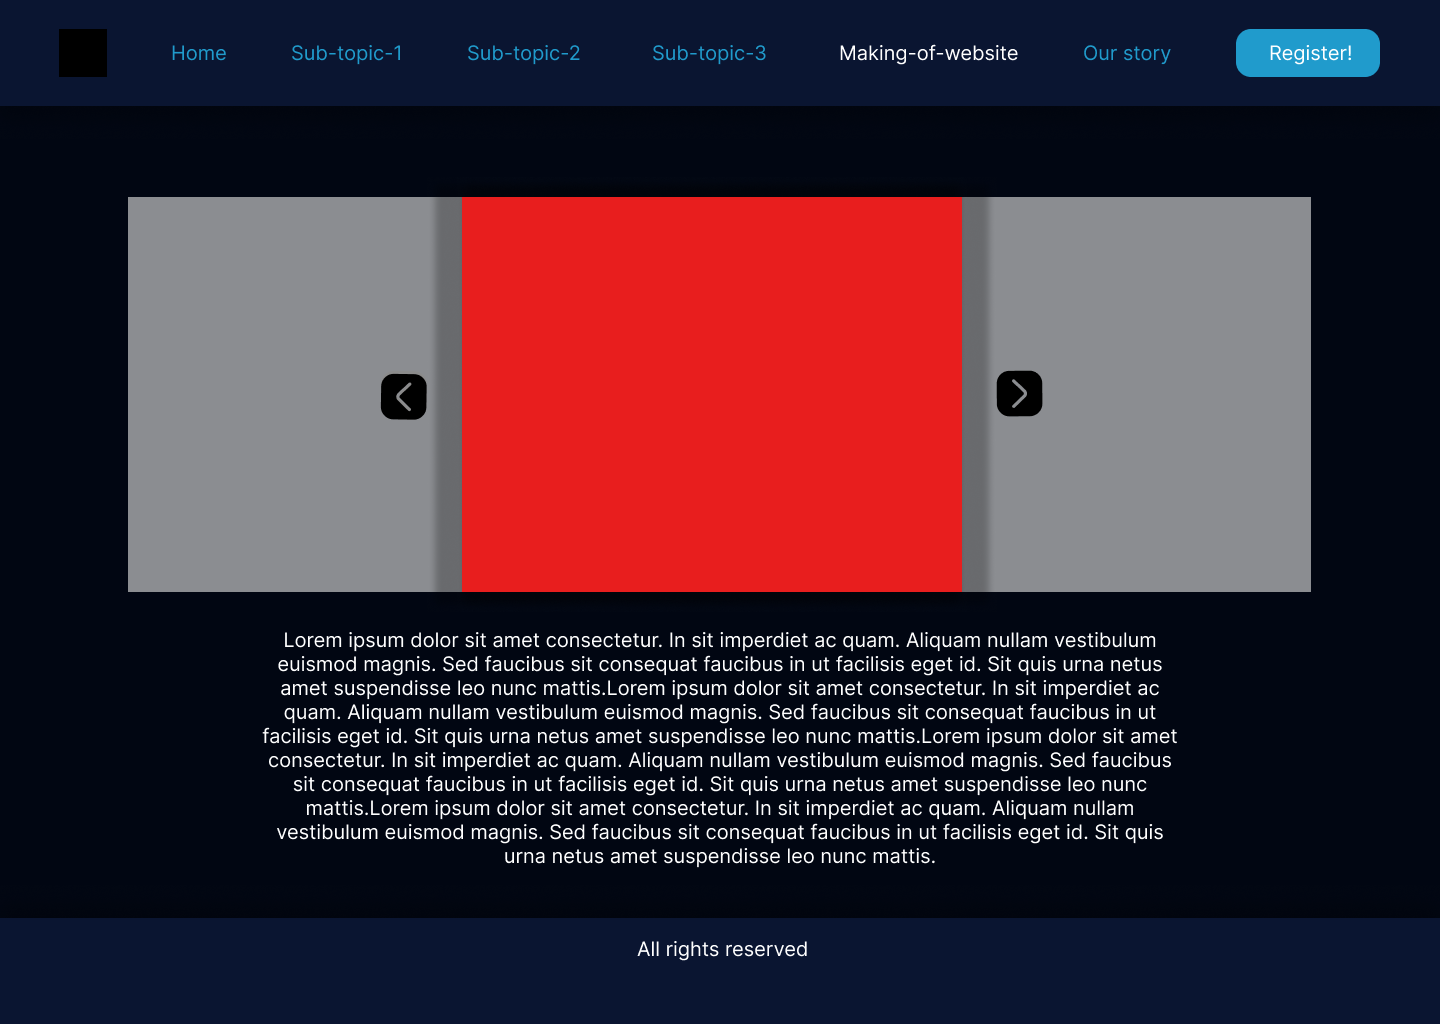 Home Sub-topic-1 Sub-topic-2 Sub-topic-3 Making-of-website Our story Register!
Lorem ipsum dolor sit amet consectetur. In sit imperdiet ac quam. Aliquam nullam vestibulum
euismod magnis. Sed faucibus sit consequat faucibus in ut facilisis eget id. Sit quis urna netus
amet suspendisse leo nunc mattis.Lorem ipsum dolor sit amet consectetur. In sit imperdiet ac
quam. Aliquam nullam vestibulum euismod magnis. Sed faucibus sit consequat faucibus in ut
facilisis eget id. Sit quis urna netus amet suspendisse leo nunc mattis.Lorem ipsum dolor sit amet
consectetur. In sit imperdiet ac quam. Aliquam nullam vestibulum euismod magnis. Sed faucibus
sit consequat faucibus in ut facilisis eget id. Sit quis urna netus amet suspendisse leo nunc
mattis.Lorem ipsum dolor sit amet consectetur. In sit imperdiet ac quam. Aliquam nullam
vestibulum euismod magnis. Sed faucibus sit consequat faucibus in ut facilisis eget id. Sit quis
urna netus amet suspendisse leo nunc mattis.
All rights reserved